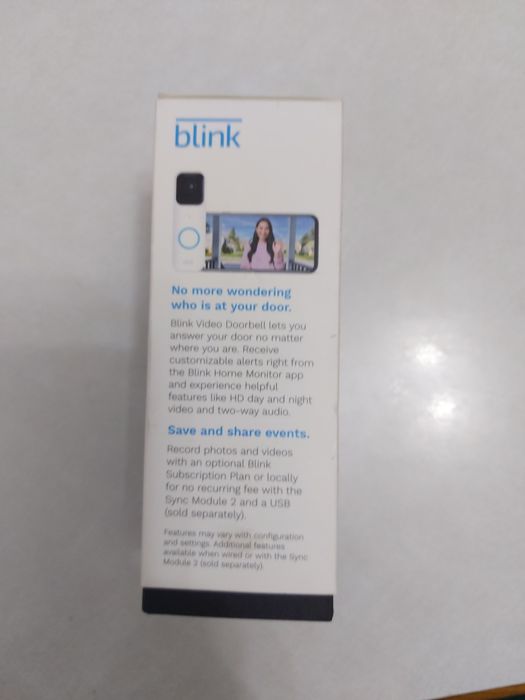 blink
No more wondering
who is at your door.
Blink Video Doorbell lets you
answer your door no matter
where you are. Receive
customizable alerts right from
the Blink Home Monitor app
and experience helpful
features like HD day and night
video and two-way audio.
Save and share events.
Record photos and videos
with an optional Blink
Subscription Plan or locally
for no recurring fee with the
Sync Module 2 and a USB
(sold separately).
Features may vary with configuration
and settings. Additional features
available when wired or with the Sync
Module 2 (sold separately).